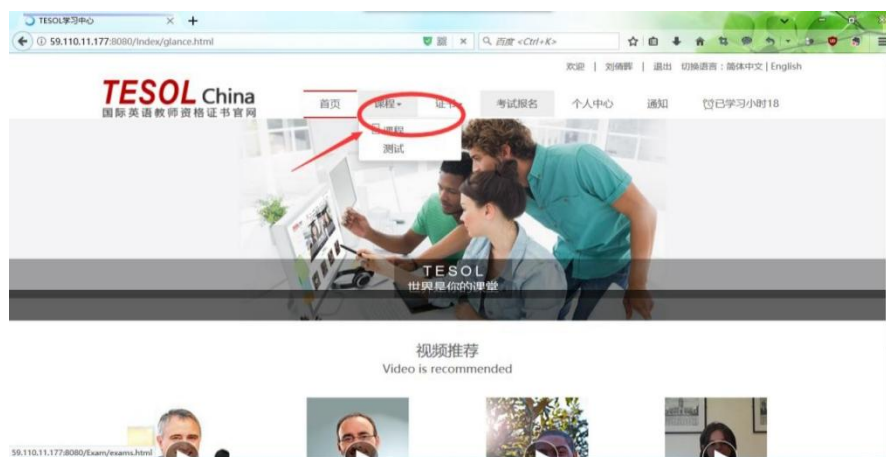 TESOL学习中心
59.110.11.177:8080/Index/glance.html
百度 <Ctrl+K>
欢迎 | 刘倩晖 | 退出 切换语言：简体中文 | English
TESOL China
国际英语教师资格证书官网
首页 课程 证书 考试报名 个人中心 通知 已学习小时18
课程
测试
TESOL
世界是你的课堂
视频推荐
Video is recommended
59.110.11.177:8080/Exam/exams.html